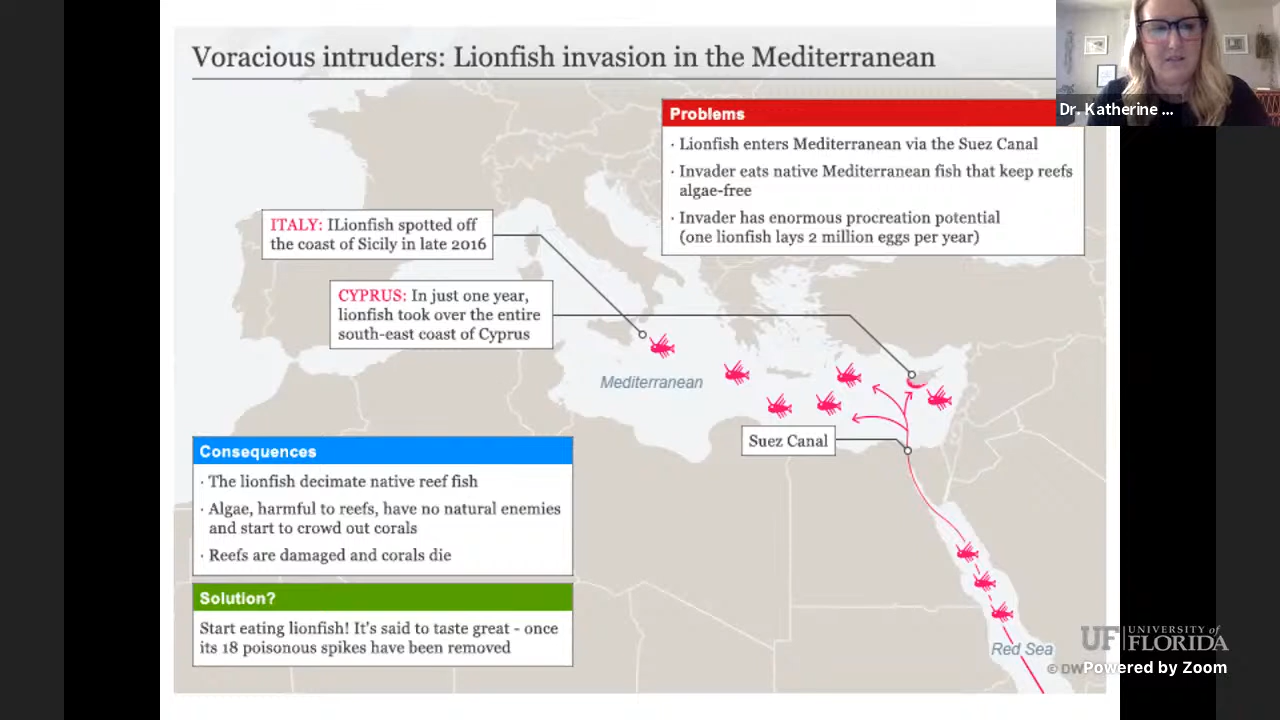 Voracious intruders: Lionfish invasion in the Mediterranean
Dr. Katherine ...
Problems
· Lionfish enters Mediterranean via the Suez Canal
· Invader eats native Mediterranean fish that keep reefs
algae-free
· Invader has enormous procreation potential
(one lionfish lays 2 million eggs per year)
ITALY: ILionfish spotted off
the coast of Sicily in late 2016
CYPRUS: In just one year,
lionfish took over the entire
south-east coast of Cyprus
Mediterranean
Suez Canal
Consequences
· The lionfish decimate native reef fish
· Algae, harmful to reefs, have no natural enemies
and start to crowd out corals
· Reefs are damaged and corals die
Solution?
Start eating lionfish! It's said to taste great - once
its 18 poisonous spikes have been removed
Red Sea
© DW
UF | UNIVERSITY of
FLORIDA
Powered by Zoom